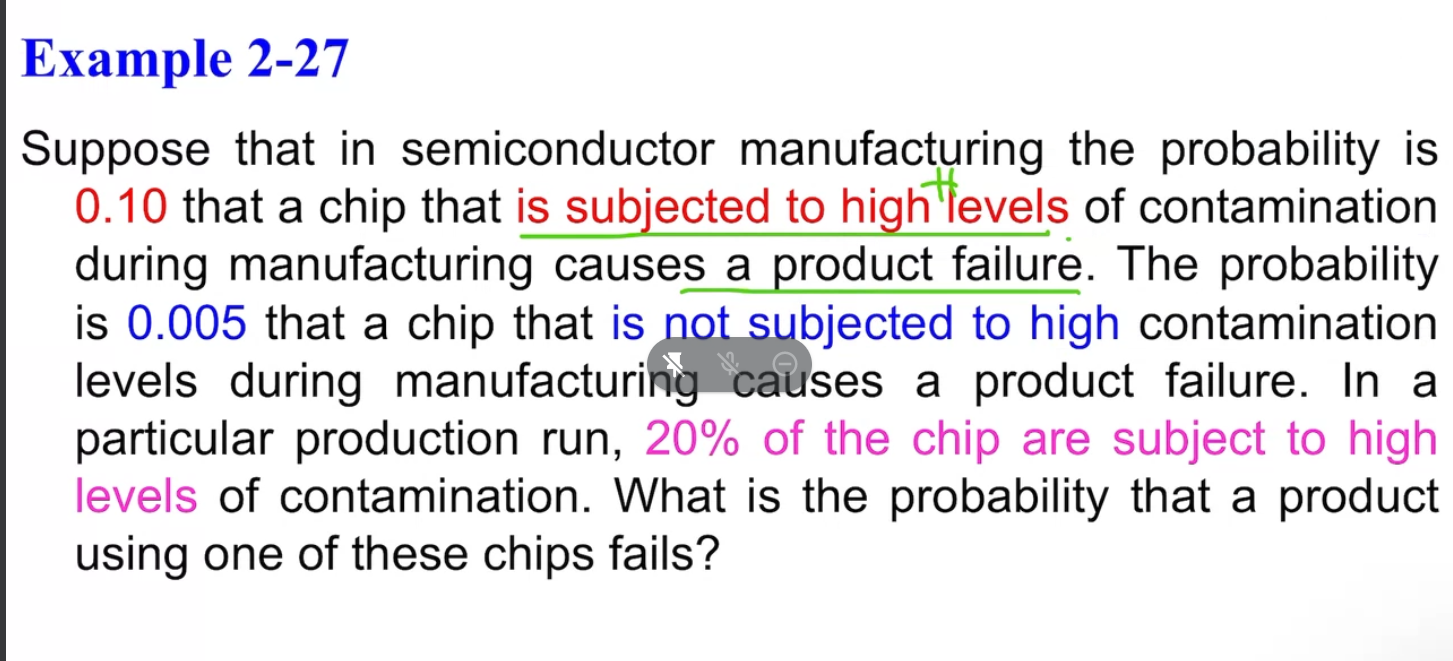 Example 2-27
Suppose that in semiconductor manufacturing the probability is
0.10 that a chip that is subjected to high levels of contamination
H
during manufacturing causes a product failure. The probability
is 0.005 that a chip that is not subjected to high contamination
levels during manufacturing causes a product failure. In a
particular production run, 20% of the chip are subject to high
levels of contamination. What is the probability that a product
using one of these chips fails?